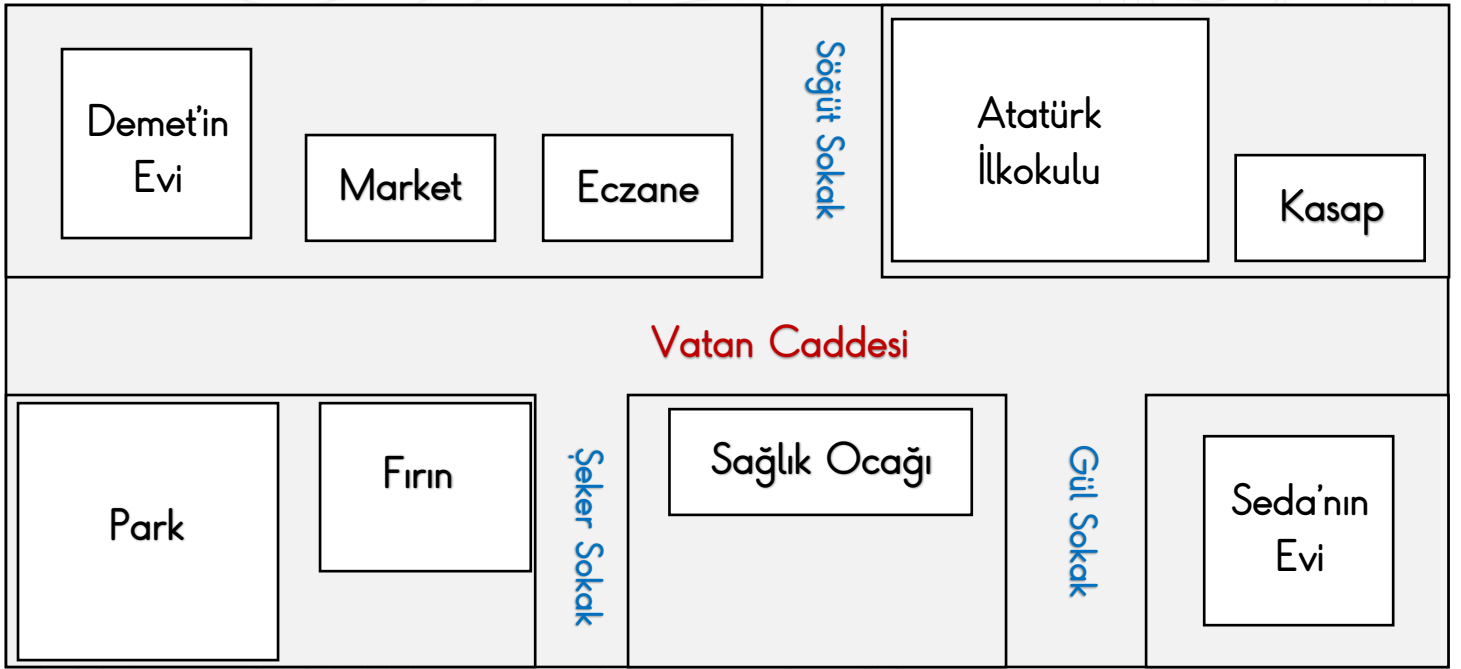 Demet'in
Evi
Market
Eczane
Söğüt Sokak
Atatürk
İlkokulu
Kasap
Vatan Caddesi
Park
Fırın
Şeker Sokak
Sağlık Ocağı
Gül Sokak
Seda'nın
Evi